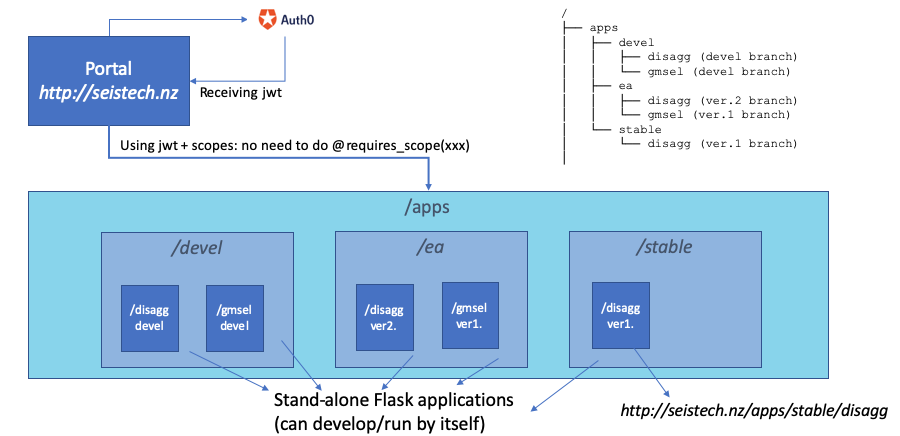 Auth0
Portal
http://seistech.nz
Receiving jwt
Using jwt + scopes: no need to do @requires_scope(xxx)
/
├── apps
│   ├── devel
│   │   ├── disagg (devel branch)
│   │   └── gmsel (devel branch)
│   ├── ea
│   │   ├── disagg (ver.2 branch)
│   │   └── gmsel (ver.1 branch)
│   └── stable
│       └── disagg (ver.1 branch)
│
/apps
/devel
/ea
/stable
/disagg
devel
/gmsel
devel
/disagg
ver2.
/gmsel
ver1.
/disagg
ver1.
Stand-alone Flask applications
(can develop/run by itself)
http://seistech.nz/apps/stable/disagg